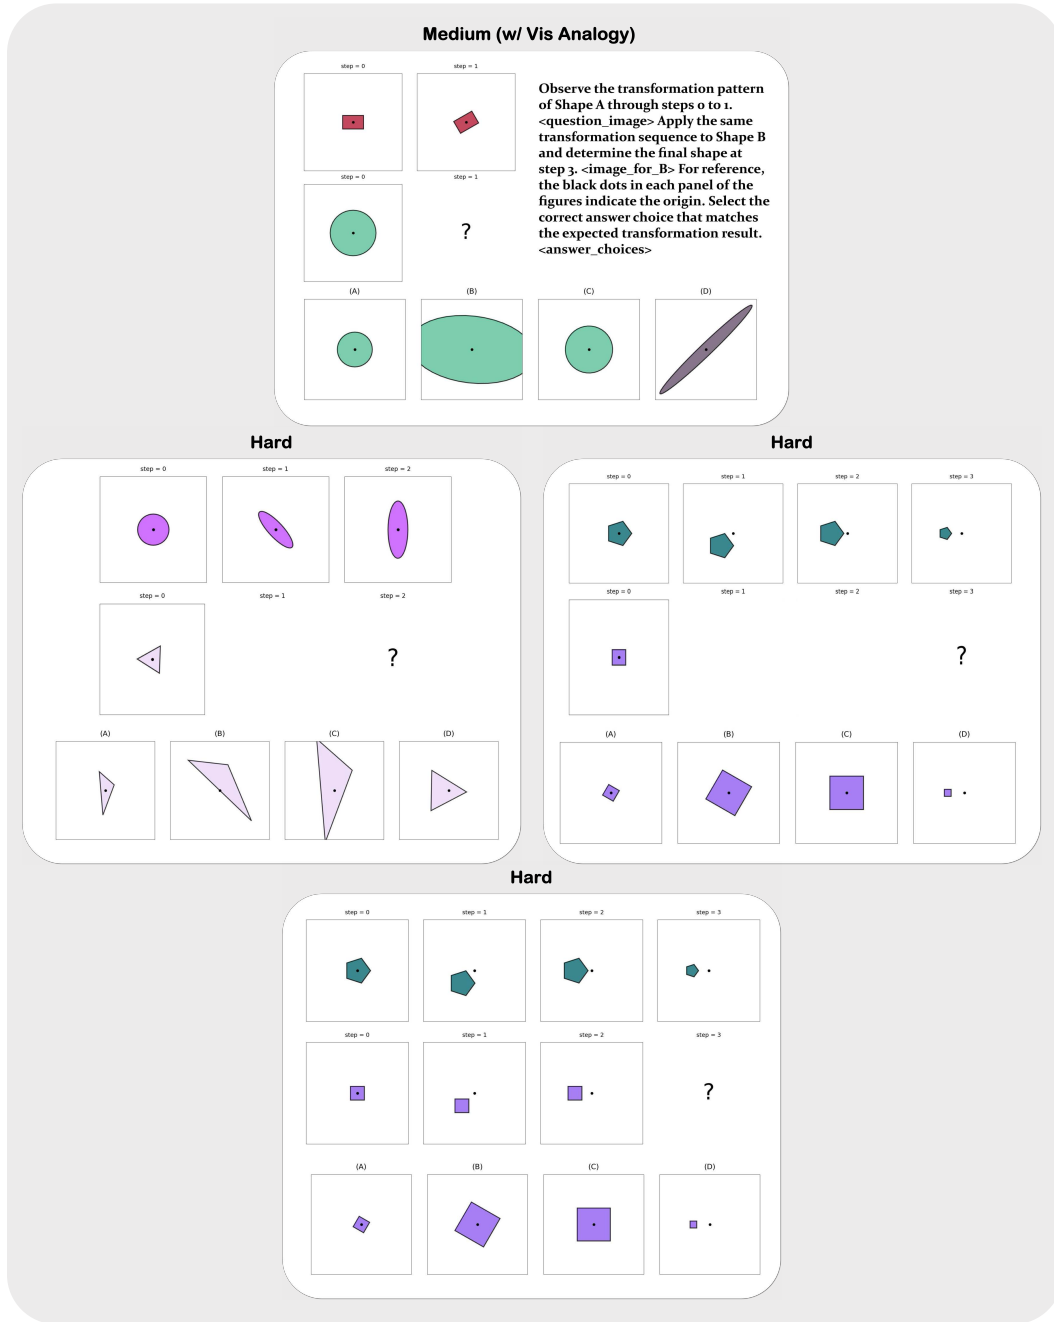 Medium (w/ Vis Analogy)
step = 0
step = 1
Observe the transformation pattern
of Shape A through steps 0 to 1.
<question_image> Apply the same
transformation sequence to Shape B
and determine the final shape at
step 3. <image_for_B> For reference,
the black dots in each panel of the
figures indicate the origin. Select the
correct answer choice that matches
the expected transformation result.
<answer_choices>
step = 0
step = 1
?
(A)
(B)
(C)
(D)
Hard
step = 0
step = 1
step = 2
step = 0
step = 1
step = 2
?
(A)
(B)
(C)
(D)
Hard
step = 0
step = 1
step = 2
step = 3
step = 0
step = 1
step = 2
step = 3
?
(A)
(B)
(C)
(D)
Hard
step = 0
step = 1
step = 2
step = 3
step = 0
step = 1
step = 2
step = 3
?
(A)
(B)
(C)
(D)